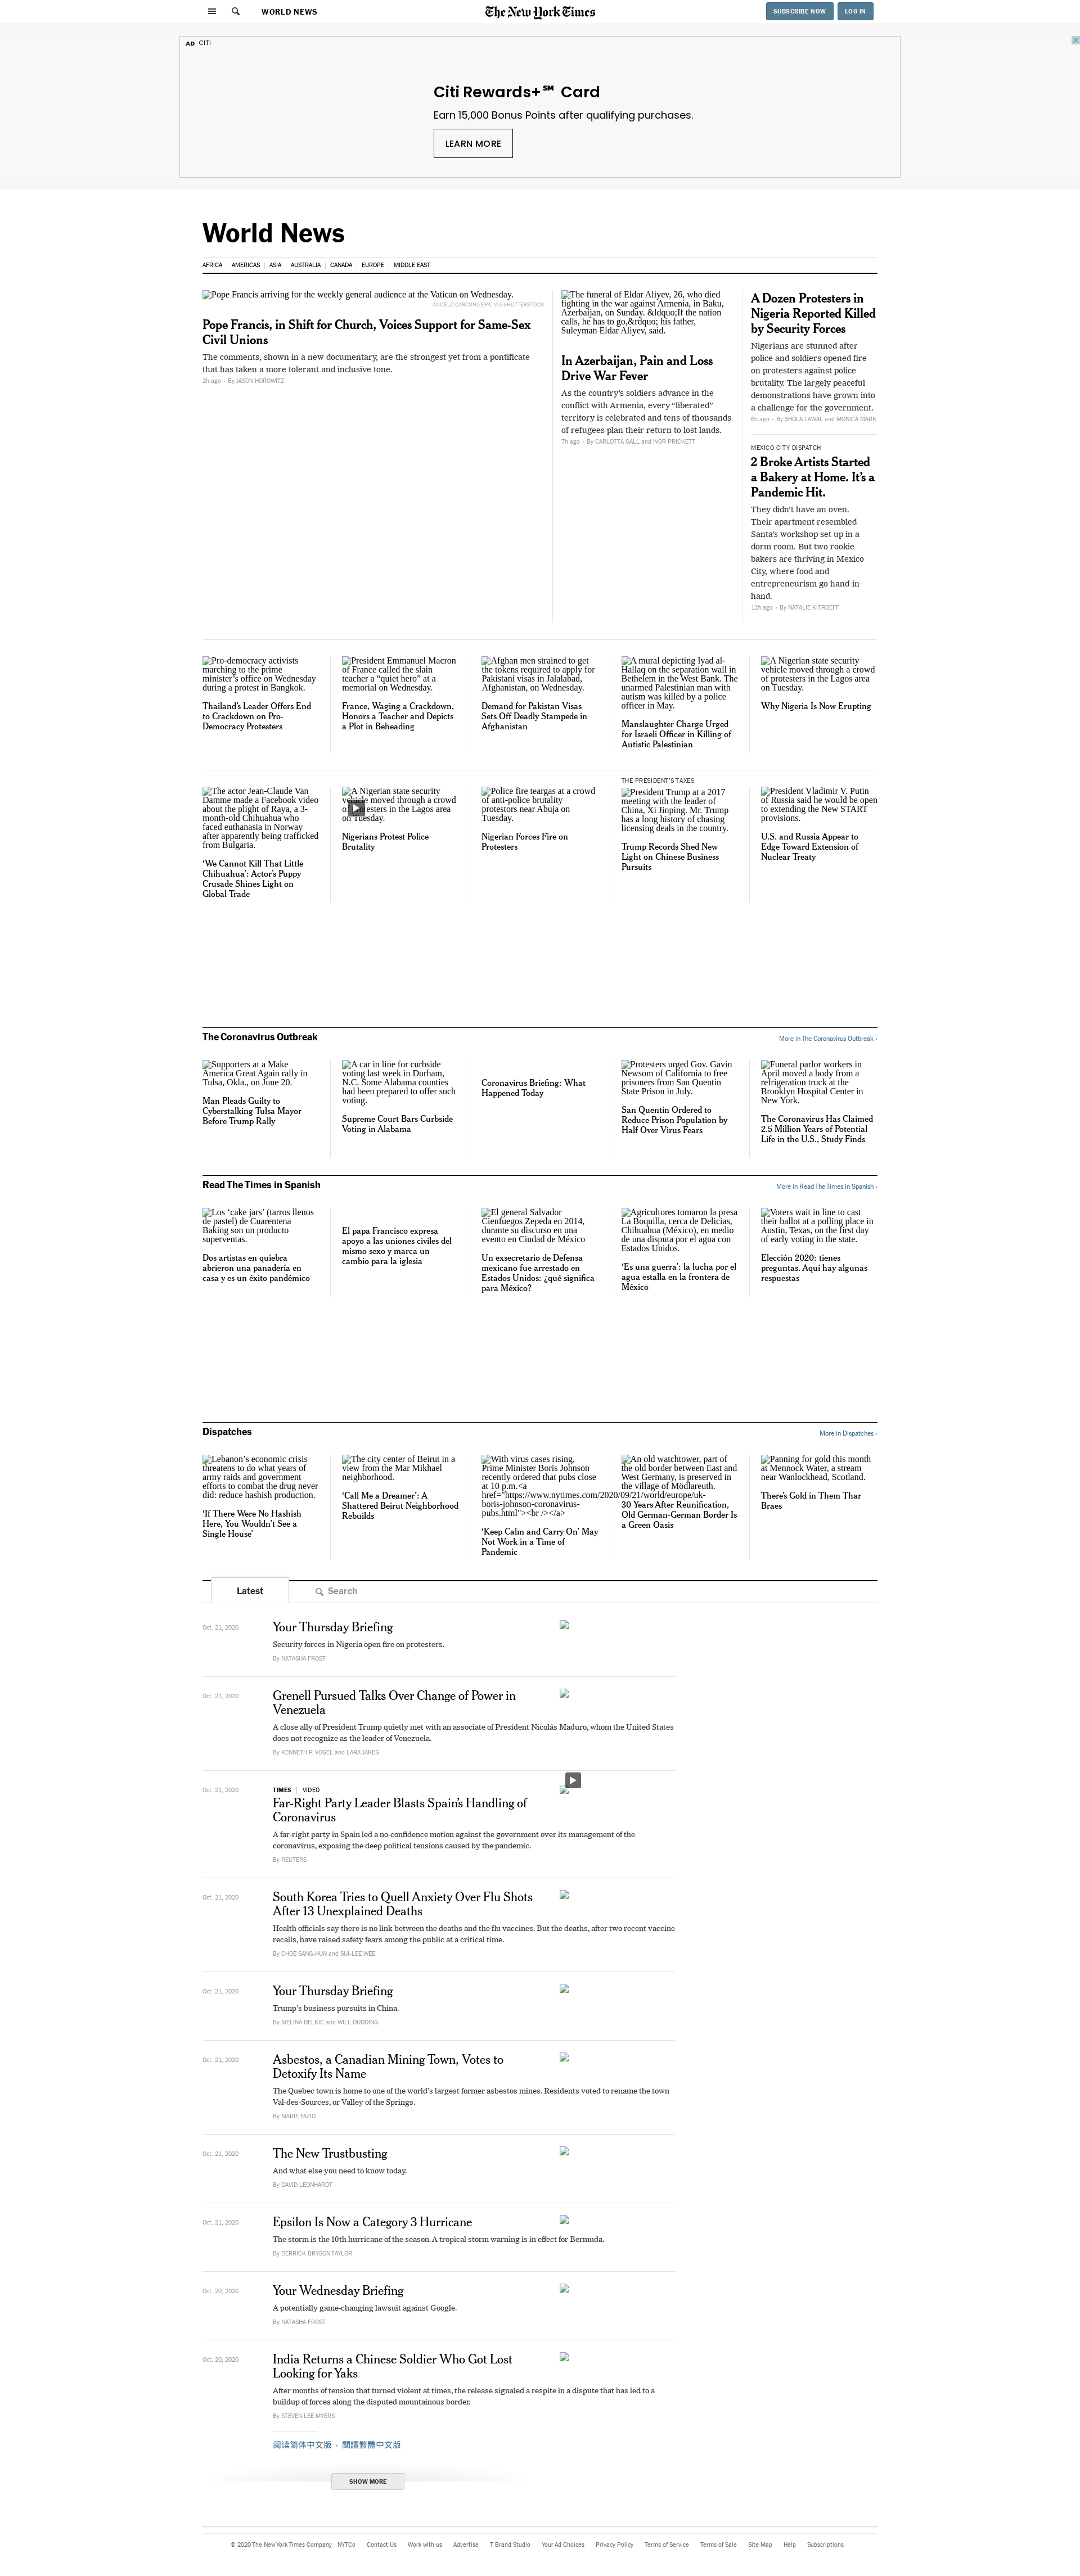 WORLD NEWS
The New York Times
SUBSCRIBE NOW
LOG IN
AD CITI
Citi Rewards+℠ Card
Earn 15,000 Bonus Points after qualifying purchases.
LEARN MORE
World News
AFRICA | AMERICAS | ASIA | AUSTRALIA | CANADA | EUROPE | MIDDLE EAST
Pope Francis arriving for the weekly general audience at the Vatican on Wednesday.
ANGELO CARCONI/EPA, VIA SHUTTERSTOCK
Pope Francis, in Shift for Church, Voices Support for Same-Sex
Civil Unions
The comments, shown in a new documentary, are the strongest yet from a pontificate
that has taken a more tolerant and inclusive tone.
2h ago · By JASON HOROWITZ
The funeral of Eldar Aliyev, 26, who died
fighting in the war against Armenia, in Baku,
Azerbaijan, on Sunday. &ldquo;If the nation
calls, he has to go,&rdquo; his father,
Suleyman Eldar Aliyev, said.
In Azerbaijan, Pain and Loss
Drive War Fever
As the country’s soldiers advance in the
conflict with Armenia, every “liberated”
territory is celebrated and tens of thousands
of refugees plan their return to lost lands.
7h ago · By CARLOTTA GALL and IVOR PRICKETT
A Dozen Protesters in
Nigeria Reported Killed
by Security Forces
Nigerians are stunned after
police and soldiers opened fire
on protesters against police
brutality. The largely peaceful
demonstrations have grown into
a challenge for the government.
6h ago · By SHOLA LAWAL and MONICA MARK
MEXICO CITY DISPATCH
2 Broke Artists Started
a Bakery at Home. It’s a
Pandemic Hit.
They didn’t have an oven.
Their apartment resembled
Santa’s workshop set up in a
dorm room. But two rookie
bakers are thriving in Mexico
City, where food and
entrepreneurism go hand-in-
hand.
12h ago · By NATALIE KITROEFF
Pro-democracy activists
marching to the prime
minister’s office on Wednesday
during a protest in Bangkok.
Thailand’s Leader Offers End
to Crackdown on Pro-
Democracy Protesters
President Emmanuel Macron
of France called the slain
teacher a “quiet hero” at a
memorial on Wednesday.
France, Waging a Crackdown,
Honors a Teacher and Depicts
a Plot in Beheading
Afghan men strained to get
the tokens required to apply for
Pakistani visas in Jalalabad,
Afghanistan, on Wednesday.
Demand for Pakistan Visas
Sets Off Deadly Stampede in
Afghanistan
A mural depicting Iyad al-
Hallaq on the separation wall in
Bethelem in the West Bank. The
unarmed Palestinian man with
autism was killed by a police
officer in May.
Manslaughter Charge Urged
for Israeli Officer in Killing of
Autistic Palestinian
A Nigerian state security
vehicle moved through a crowd
of protesters in the Lagos area
on Tuesday.
Why Nigeria Is Now Erupting
The actor Jean-Claude Van
Damme made a Facebook video
about the plight of Raya, a 3-
month-old Chihuahua who
faced euthanasia in Norway
after apparently being trafficked
from Bulgaria.
‘We Cannot Kill That Little
Chihuahua’: Actor’s Puppy
Crusade Shines Light on
Global Trade
A Nigerian state security
moved through a crowd
sters in the Lagos area
on Tuesday.
Nigerians Protest Police
Brutality
Police fire teargas at a crowd
of anti-police brutality
protestors near Abuja on
Tuesday.
Nigerian Forces Fire on
Protesters
THE PRESIDENT’S TAXES
President Trump at a 2017
meeting with the leader of
China, Xi Jinping. Mr. Trump
has a long history of chasing
licensing deals in the country.
Trump Records Shed New
Light on Chinese Business
Pursuits
President Vladimir V. Putin
of Russia said he would be open
to extending the New START
provisions.
U.S. and Russia Appear to
Edge Toward Extension of
Nuclear Treaty
The Coronavirus Outbreak
More in The Coronavirus Outbreak ›
Supporters at a Make
America Great Again rally in
Tulsa, Okla., on June 20.
Man Pleads Guilty to
Cyberstalking Tulsa Mayor
Before Trump Rally
A car in line for curbside
voting last week in Durham,
N.C. Some Alabama counties
had been prepared to offer such
voting.
Supreme Court Bars Curbside
Voting in Alabama
Coronavirus Briefing: What
Happened Today
Protesters urged Gov. Gavin
Newsom of California to free
prisoners from San Quentin
State Prison in July.
San Quentin Ordered to
Reduce Prison Population by
Half Over Virus Fears
Funeral parlor workers in
April moved a body from a
refrigeration truck at the
Brooklyn Hospital Center in
New York.
The Coronavirus Has Claimed
2.5 Million Years of Potential
Life in the U.S., Study Finds
Read The Times in Spanish
More in Read The Times in Spanish ›
Los ‘cake jars’ (tarros llenos
de pastel) de Cuarentena
Baking son un producto
superventas.
Dos artistas en quiebra
abrieron una panadería en
casa y es un éxito pandémico
El papa Francisco expresa
apoyo a las uniones civiles del
mismo sexo y marca un
cambio para la iglesia
El general Salvador
Cienfuegos Zepeda en 2014,
durante su discurso en una
evento en Ciudad de México
Un exsecretario de Defensa
mexicano fue arrestado en
Estados Unidos: ¿qué significa
para México?
Agricultores tomaron la presa
La Boquilla, cerca de Delicias,
Chihuahua (México), en medio
de una disputa por el agua con
Estados Unidos.
‘Es una guerra’: la lucha por el
agua estalla en la frontera de
México
Voters wait in line to cast
their ballot at a polling place in
Austin, Texas, on the first day
of early voting in the state.
Elección 2020: tienes
preguntas. Aquí hay algunas
respuestas
Dispatches
More in Dispatches ›
Lebanon’s economic crisis
threatens to do what years of
army raids and government
efforts to combat the drug never
did: reduce hashish production.
‘If There Were No Hashish
Here, You Wouldn’t See a
Single House’
The city center of Beirut in a
view from the Mar Mikhael
neighborhood.
‘Call Me a Dreamer’: A
Shattered Beirut Neighborhood
Rebuilds
With virus cases rising,
Prime Minister Boris Johnson
recently ordered that pubs close
at 10 p.m.<a
href="https://www.nytimes.com/2020/09/21/world/europe/uk-
boris-johnson-coronavirus-
pubs.html"><br /></a>
‘Keep Calm and Carry On’ May
Not Work in a Time of
Pandemic
An old watchtower, part of
the old border between East and
West Germany, is preserved in
the village of Mödlareuth.
30 Years After Reunification,
Old German-German Border Is
a Green Oasis
Panning for gold this month
at Mennock Water, a stream
near Wanlockhead, Scotland.
There’s Gold in Them Thar
Braes
Latest
Search
Oct. 21, 2020
Your Thursday Briefing
Security forces in Nigeria open fire on protesters.
By NATASHA FROST
Oct. 21, 2020
Grenell Pursued Talks Over Change of Power in
Venezuela
A close ally of President Trump quietly met with an associate of President Nicolás Maduro, whom the United States
does not recognize as the leader of Venezuela.
By KENNETH P. VOGEL and LARA JAKES
Oct. 21, 2020
TIMES | VIDEO
Far-Right Party Leader Blasts Spain’s Handling of
Coronavirus
A far-right party in Spain led a no-confidence motion against the government over its management of the
coronavirus, exposing the deep political tensions caused by the pandemic.
By REUTERS
Oct. 21, 2020
South Korea Tries to Quell Anxiety Over Flu Shots
After 13 Unexplained Deaths
Health officials say there is no link between the deaths and the flu vaccines. But the deaths, after two recent vaccine
recalls, have raised safety fears among the public at a critical time.
By CHOE SANG-HUN and SUI-LEE WEE
Oct. 21, 2020
Your Thursday Briefing
Trump’s business pursuits in China.
By MELINA DELKIC and WILL DUDDING
Oct. 21, 2020
Asbestos, a Canadian Mining Town, Votes to
Detoxify Its Name
The Quebec town is home to one of the world’s largest former asbestos mines. Residents voted to rename the town
Val-des-Sources, or Valley of the Springs.
By MARIE FAZIO
Oct. 21, 2020
The New Trustbusting
And what else you need to know today.
By DAVID LEONHARDT
Oct. 21, 2020
Epsilon Is Now a Category 3 Hurricane
The storm is the 10th hurricane of the season. A tropical storm warning is in effect for Bermuda.
By DERRICK BRYSON TAYLOR
Oct. 20, 2020
Your Wednesday Briefing
A potentially game-changing lawsuit against Google.
By NATASHA FROST
Oct. 20, 2020
India Returns a Chinese Soldier Who Got Lost
Looking for Yaks
After months of tension that turned violent at times, the release signaled a respite in a dispute that has led to a
buildup of forces along the disputed mountainous border.
By STEVEN LEE MYERS
阅读简体中文版 · 閱讀繁體中文版
SHOW MORE
© 2020 The New York Times Company NYTCo Contact Us Work with us Advertise T Brand Studio Your Ad Choices Privacy Policy Terms of Service Terms of Sale Site Map Help Subscriptions